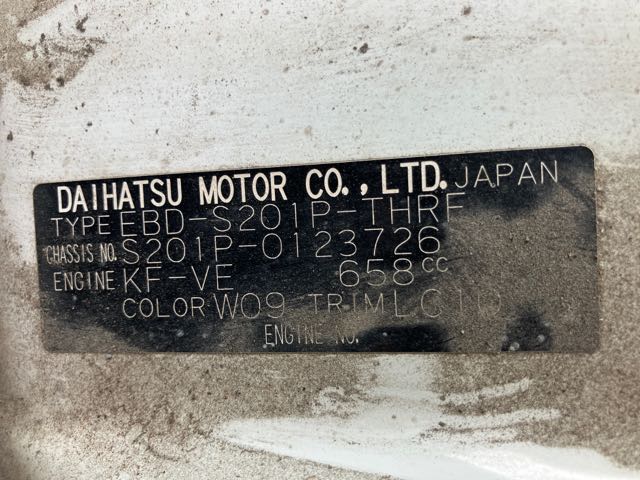 DAIHATSU MOTOR CO., LTD. JAPAN
TYPE EBD-S201P-THRF
CHASSIS NO. S201P-0123726
ENGINE KF-VE 658cc
COLOR W09 TRIM
ENGINE NO.